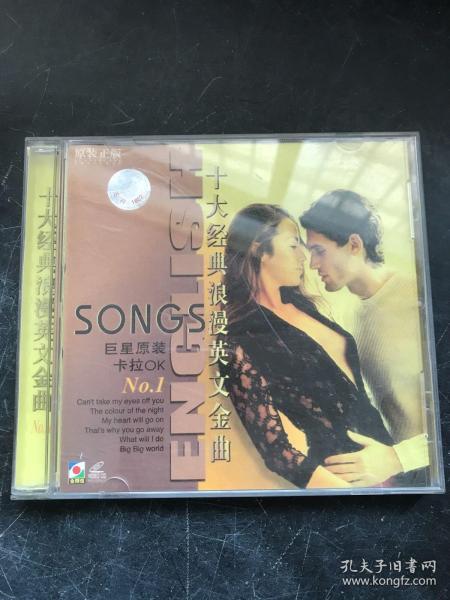 原装正版
十大经典浪漫英文金曲
No.1
ENGLISH
SONGS
巨星原装
卡拉OK
No.1
Can't take my eyes off you
The colour of the night
My heart will go on
That's why you go away
What will I do
Big Big world
十大经典浪漫英文金曲
孔夫子旧书网
www.kongfz.com